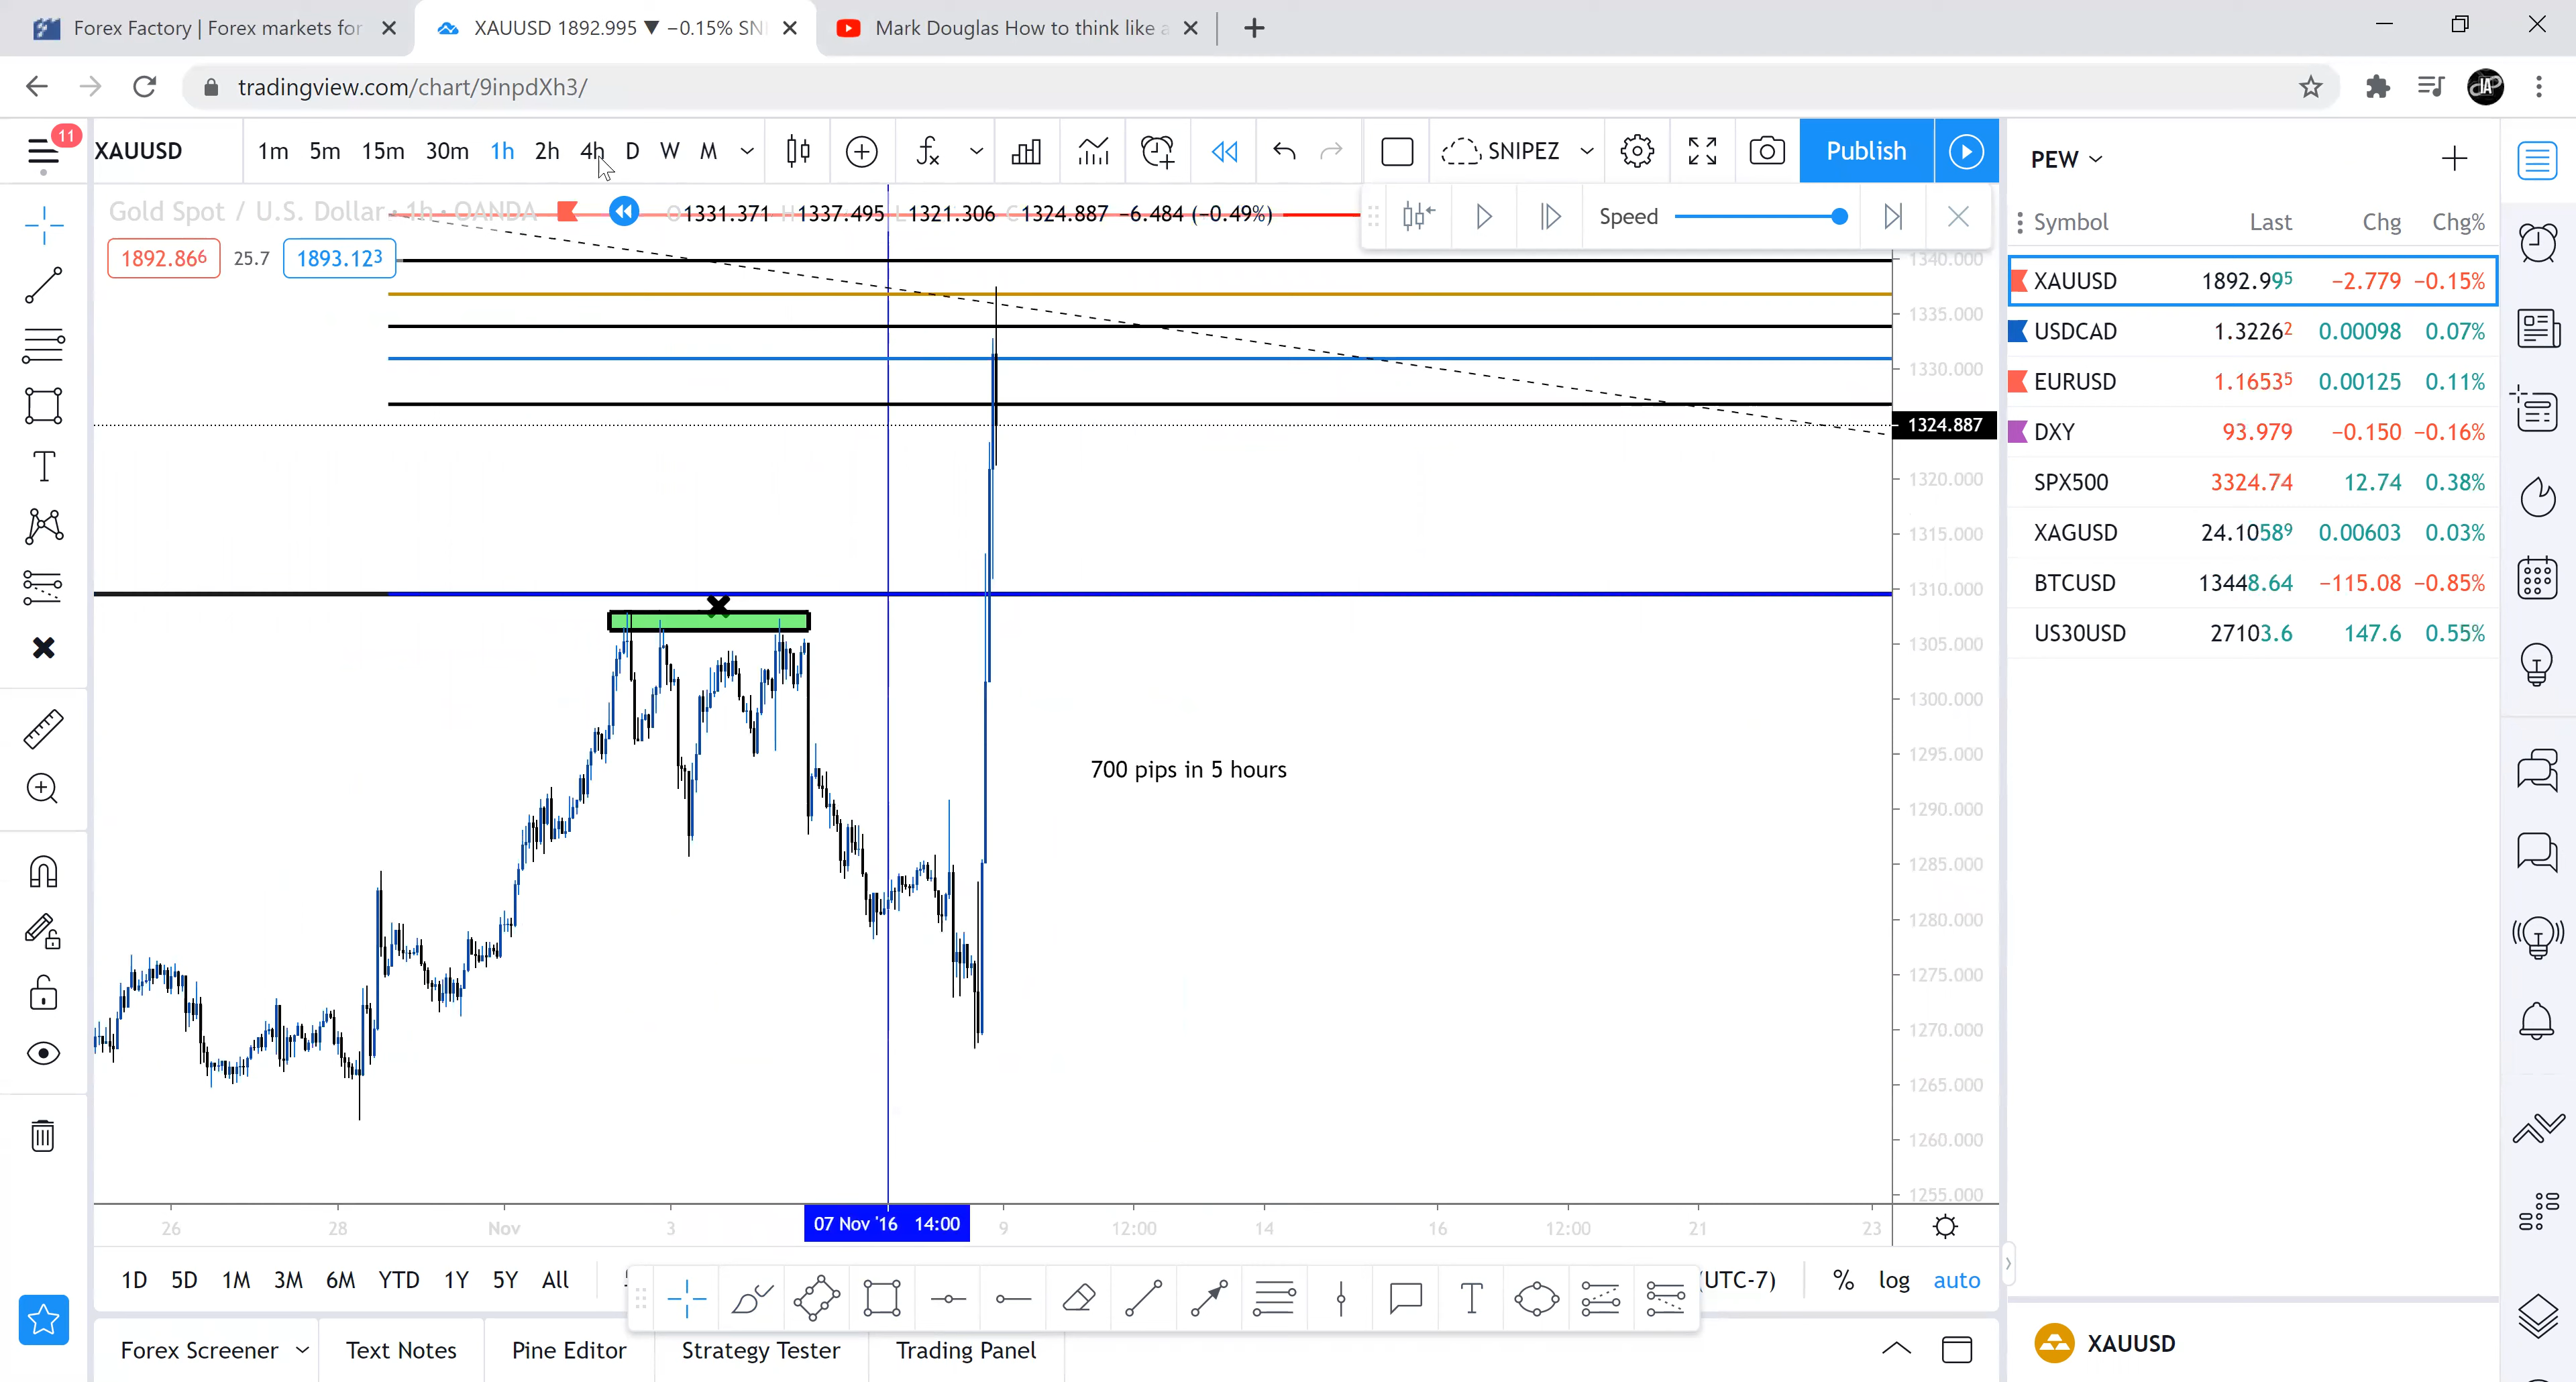 Forex Factory | Forex markets for
XAUUSD 1892.995 ▼ −0.15% SNI
Mark Douglas How to think like a
tradingview.com/chart/9inpdXh3/
11
XAUUSD 1m 5m 15m 30m 1h 2h 4h D W M SNIPEZ Publish
Gold Spot / U.S. Dollar · 1h · OANDA O1331.371 H1337.495 L1321.306 C1324.887 −6.484 (−0.49%)
Speed
1892.866 25.7 1893.123
1340.000
1335.000
1330.000
1324.887
1320.000
1315.000
1310.000
1305.000
1300.000
1295.000
1290.000
1285.000
1280.000
1275.000
1270.000
1265.000
1260.000
1255.000
700 pips in 5 hours
26 28 Nov 3 07 Nov '16 14:00 9 12:00 14 16 12:00 21 23
1D 5D 1M 3M 6M YTD 1Y 5Y All (UTC-7) % log auto
Forex Screener Text Notes Pine Editor Strategy Tester Trading Panel
PEW
Symbol Last Chg Chg%
XAUUSD 1892.995 −2.779 −0.15%
USDCAD 1.32262 0.00098 0.07%
EURUSD 1.16535 0.00125 0.11%
DXY 93.979 −0.150 −0.16%
SPX500 3324.74 12.74 0.38%
XAGUSD 24.10589 0.00603 0.03%
BTCUSD 13448.64 −115.08 −0.85%
US30USD 27103.6 147.6 0.55%
XAUUSD